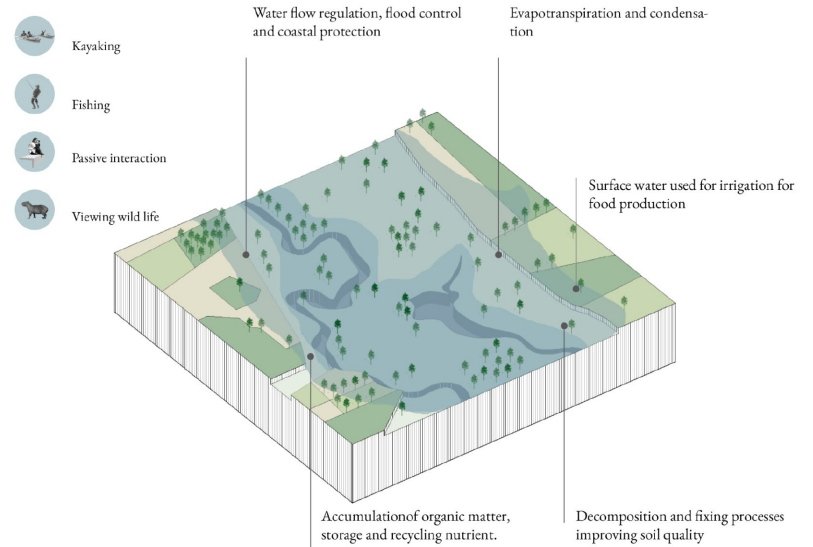 Water flow regulation, flood control
and coastal protection
Evapotranspiration and condensa-
tion
Kayaking
Fishing
Passive interaction
Viewing wild life
Surface water used for irrigation for
food production
Accumulationof organic matter,
storage and recycling nutrient.
Decomposition and fixing processes
improving soil quality